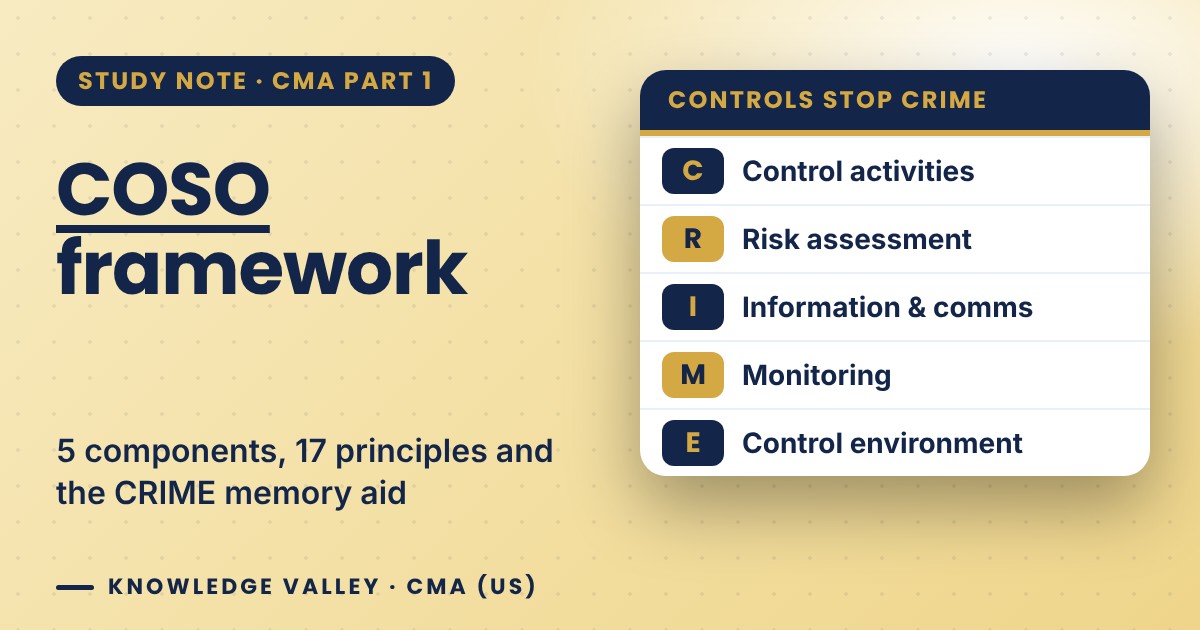 STUDY NOTE · CMA PART 1
COSO
framework
5 components, 17 principles and
the CRIME memory aid
KNOWLEDGE VALLEY · CMA (US)
CONTROLS STOP CRIME
C Control activities
R Risk assessment
I Information & comms
M Monitoring
E Control environment